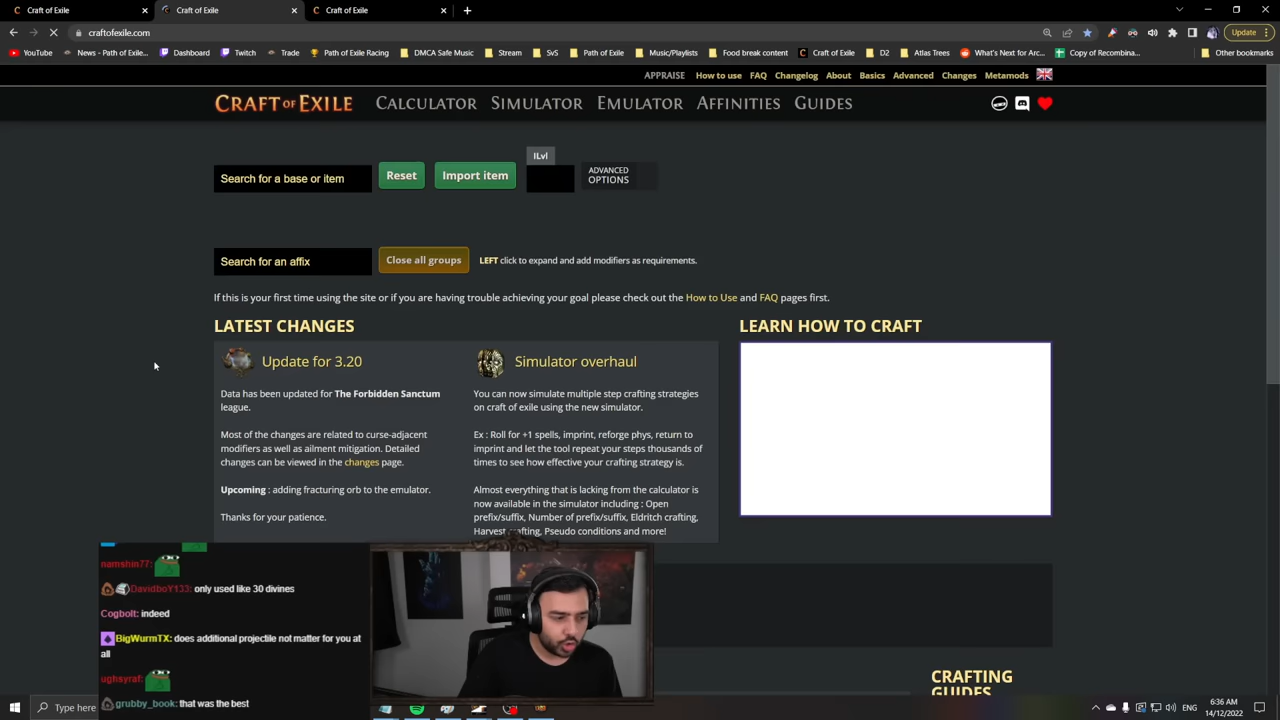 Craft of Exile
Craft of Exile
Craft of Exile
craftofexile.com
Update
YouTube
News - Path of Exile...
Dashboard
Twitch
Trade
Path of Exile Racing
DMCA Safe Music
Stream
SvS
Path of Exile
Music/Playlists
Food break content
Craft of Exile
D2
Atlas Trees
What's Next for Arc...
Copy of Recombina...
Other bookmarks
APPRAISE How to use FAQ Changelog About Basics Advanced Changes Metamods
CRAFT OF EXILE CALCULATOR SIMULATOR EMULATOR AFFINITIES GUIDES
ILvl
Search for a base or item Reset Import item
ADVANCED
OPTIONS
Search for an affix Close all groups LEFT click to expand and add modifiers as requirements.
If this is your first time using the site or if you are having trouble achieving your goal please check out the How to Use and FAQ pages first.
LATEST CHANGES
Update for 3.20
Data has been updated for The Forbidden Sanctum
league.
Most of the changes are related to curse-adjacent
modifiers as well as ailment mitigation. Detailed
changes can be viewed in the changes page.
Upcoming : adding fracturing orb to the emulator.
Thanks for your patience.
Simulator overhaul
You can now simulate multiple step crafting strategies
on craft of exile using the new simulator.
Ex : Roll for +1 spells, imprint, reforge phys, return to
imprint and let the tool repeat your steps thousands of
times to see how effective your crafting strategy is.
Almost everything that is lacking from the calculator is
now available in the simulator including : Open
prefix/suffix, Number of prefix/suffix, Eldritch crafting,
Harvest crafting, Pseudo conditions and more!
LEARN HOW TO CRAFT
CRAFTING
GUIDES
namshin77:
DavidboY133: only used like 30 divines
Cogbolt: indeed
BigWurmTX: does additional projectile not matter for you at
all
ughsyraf:
grubby_book: that was the best
Type here
ENG
6:36 AM
14/12/2022